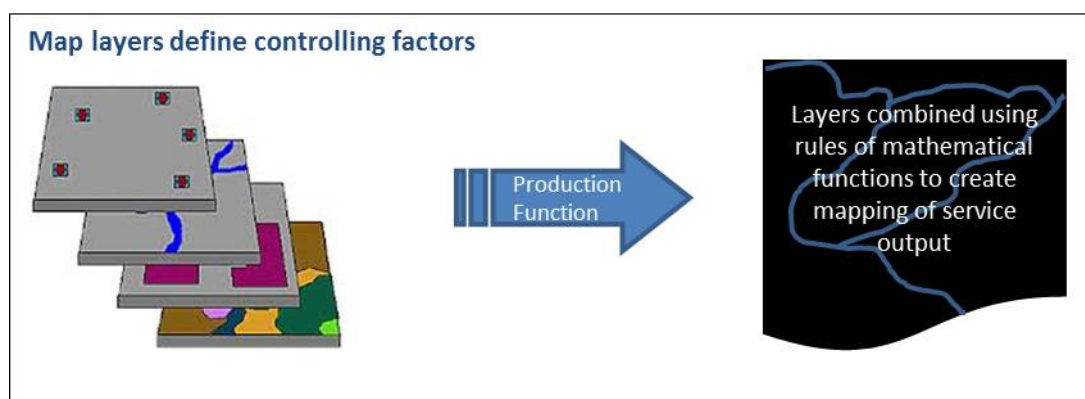 Map layers define controlling factors
Production
Function
Layers combined using
rules of mathematical
functions to create
mapping of service
output